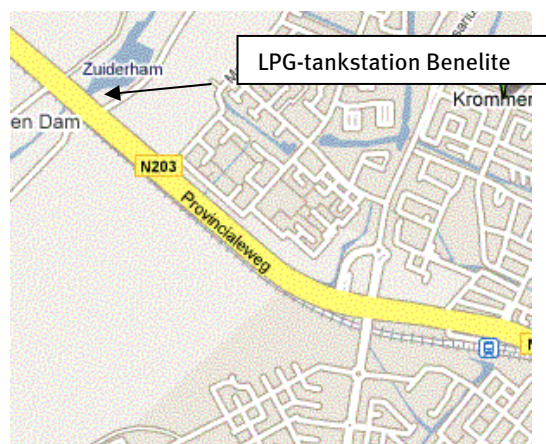 LPG-tankstation Benelite
Zuiderham
Krommen
en Dam
N203
Provincialeweg
N